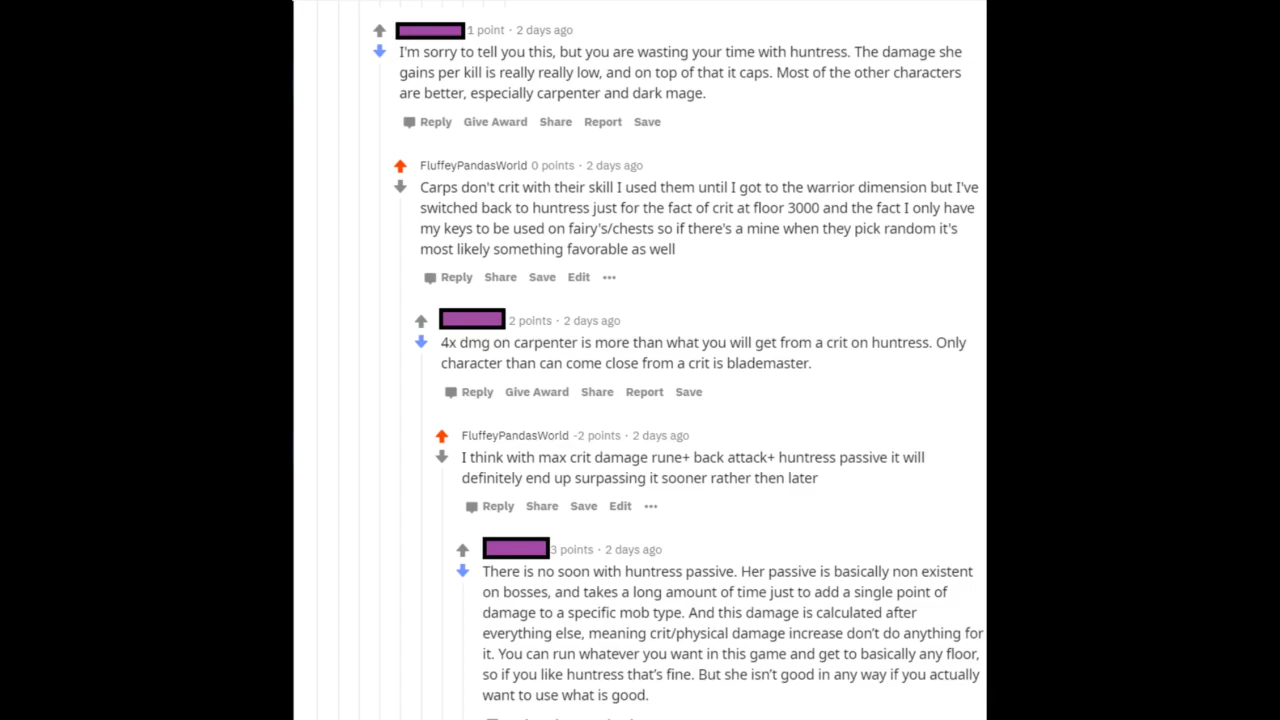 1 point · 2 days ago
I'm sorry to tell you this, but you are wasting your time with huntress. The damage she
gains per kill is really really low, and on top of that it caps. Most of the other characters
are better, especially carpenter and dark mage.
Reply Give Award Share Report Save
FluffeyPandasWorld 0 points · 2 days ago
Carps don't crit with their skill I used them until I got to the warrior dimension but I've
switched back to huntress just for the fact of crit at floor 3000 and the fact I only have
my keys to be used on fairy's/chests so if there's a mine when they pick random it's
most likely something favorable as well
Reply Share Save Edit ···
2 points · 2 days ago
4x dmg on carpenter is more than what you will get from a crit on huntress. Only
character than can come close from a crit is blademaster.
Reply Give Award Share Report Save
FluffeyPandasWorld -2 points · 2 days ago
I think with max crit damage rune+ back attack+ huntress passive it will
definitely end up surpassing it sooner rather then later
Reply Share Save Edit ···
3 points · 2 days ago
There is no soon with huntress passive. Her passive is basically non existent
on bosses, and takes a long amount of time just to add a single point of
damage to a specific mob type. And this damage is calculated after
everything else, meaning crit/physical damage increase don't do anything for
it. You can run whatever you want in this game and get to basically any floor,
so if you like huntress that's fine. But she isn't good in any way if you actually
want to use what is good.